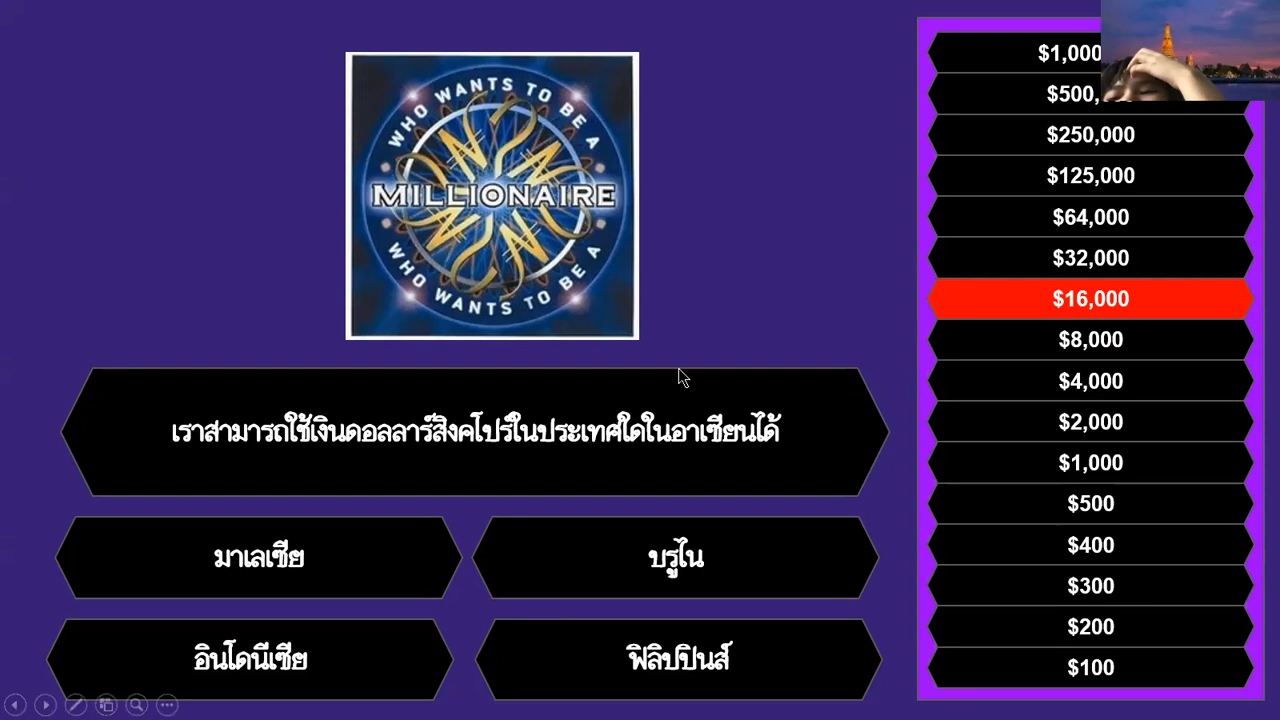 WHO WANTS TO BE A
MILLIONAIRE
WHO WANTS TO BE A
เราสามารถใช้เงินดอลลาร์สิงคโปร์ในประเทศใดในอาเซียนได้
มาเลเซีย
บรูไน
อินโดนีเซีย
ฟิลิปปินส์
$1,000
$500,
$250,000
$125,000
$64,000
$32,000
$16,000
$8,000
$4,000
$2,000
$1,000
$500
$400
$300
$200
$100